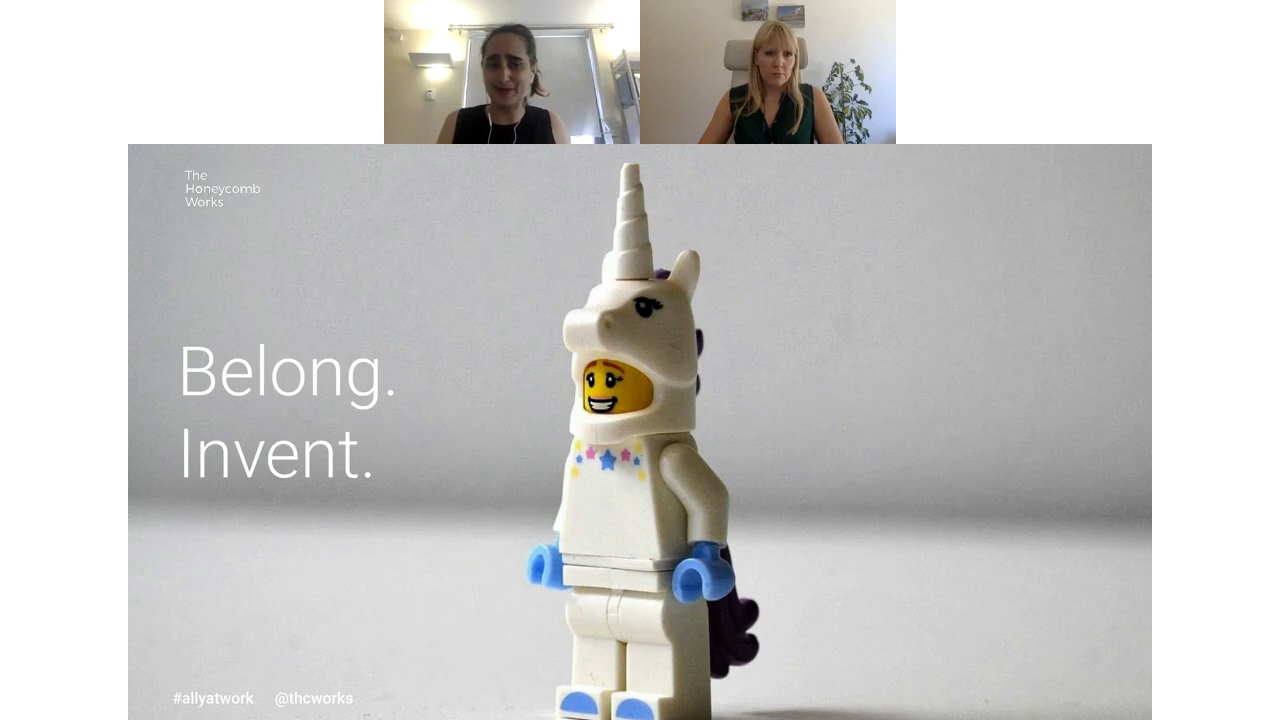 The
Honeycomb
Works
Belong.
Invent.
#allyatwork @thcworks